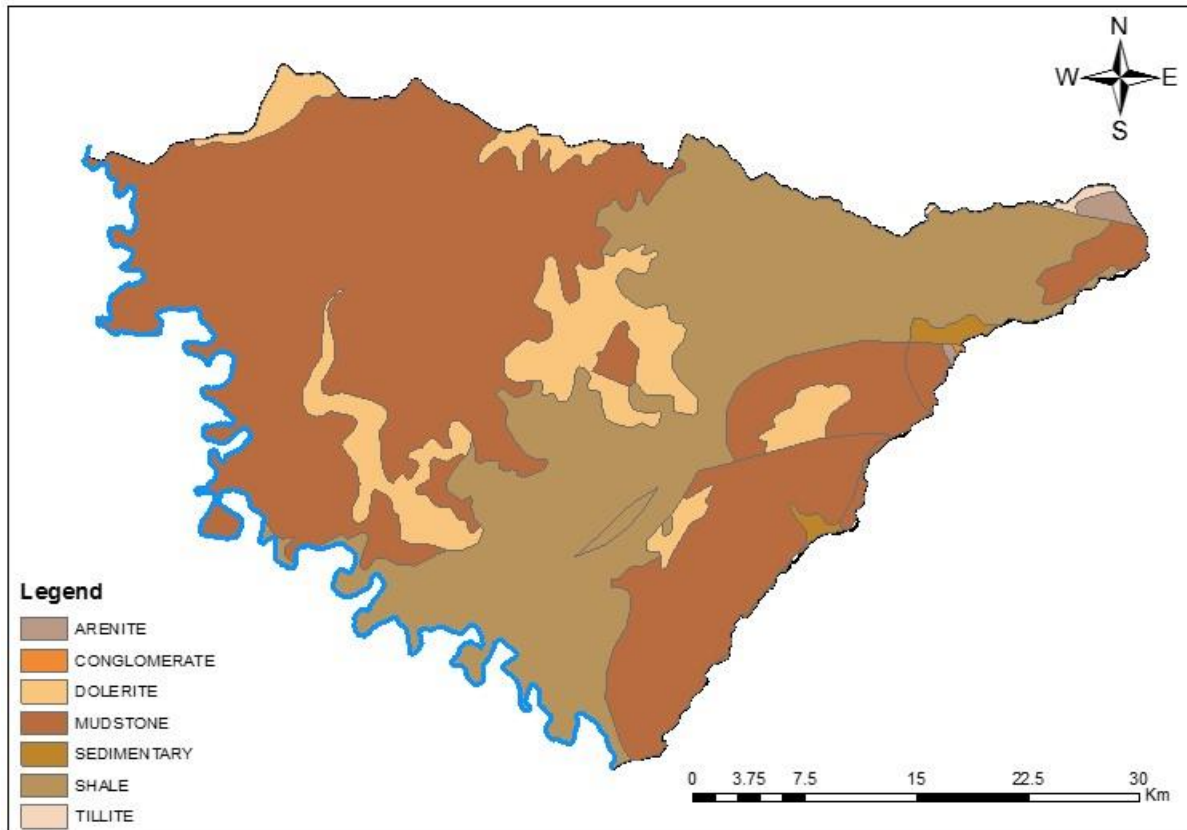 N
W E
S
Legend
ARENITE
CONGLOMERATE
DOLERITE
MUDSTONE
SEDIMENTARY
SHALE
TILLITE
0 3.75 7.5 15 22.5 30
Km